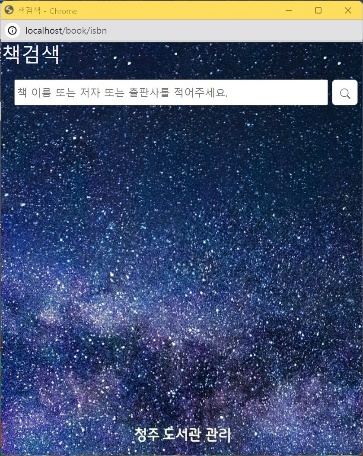 책검색 - Chrome
localhost/book/isbn
책검색
책 이름 또는 저자 또는 출판사를 적어주세요.
청주 도서관 관리